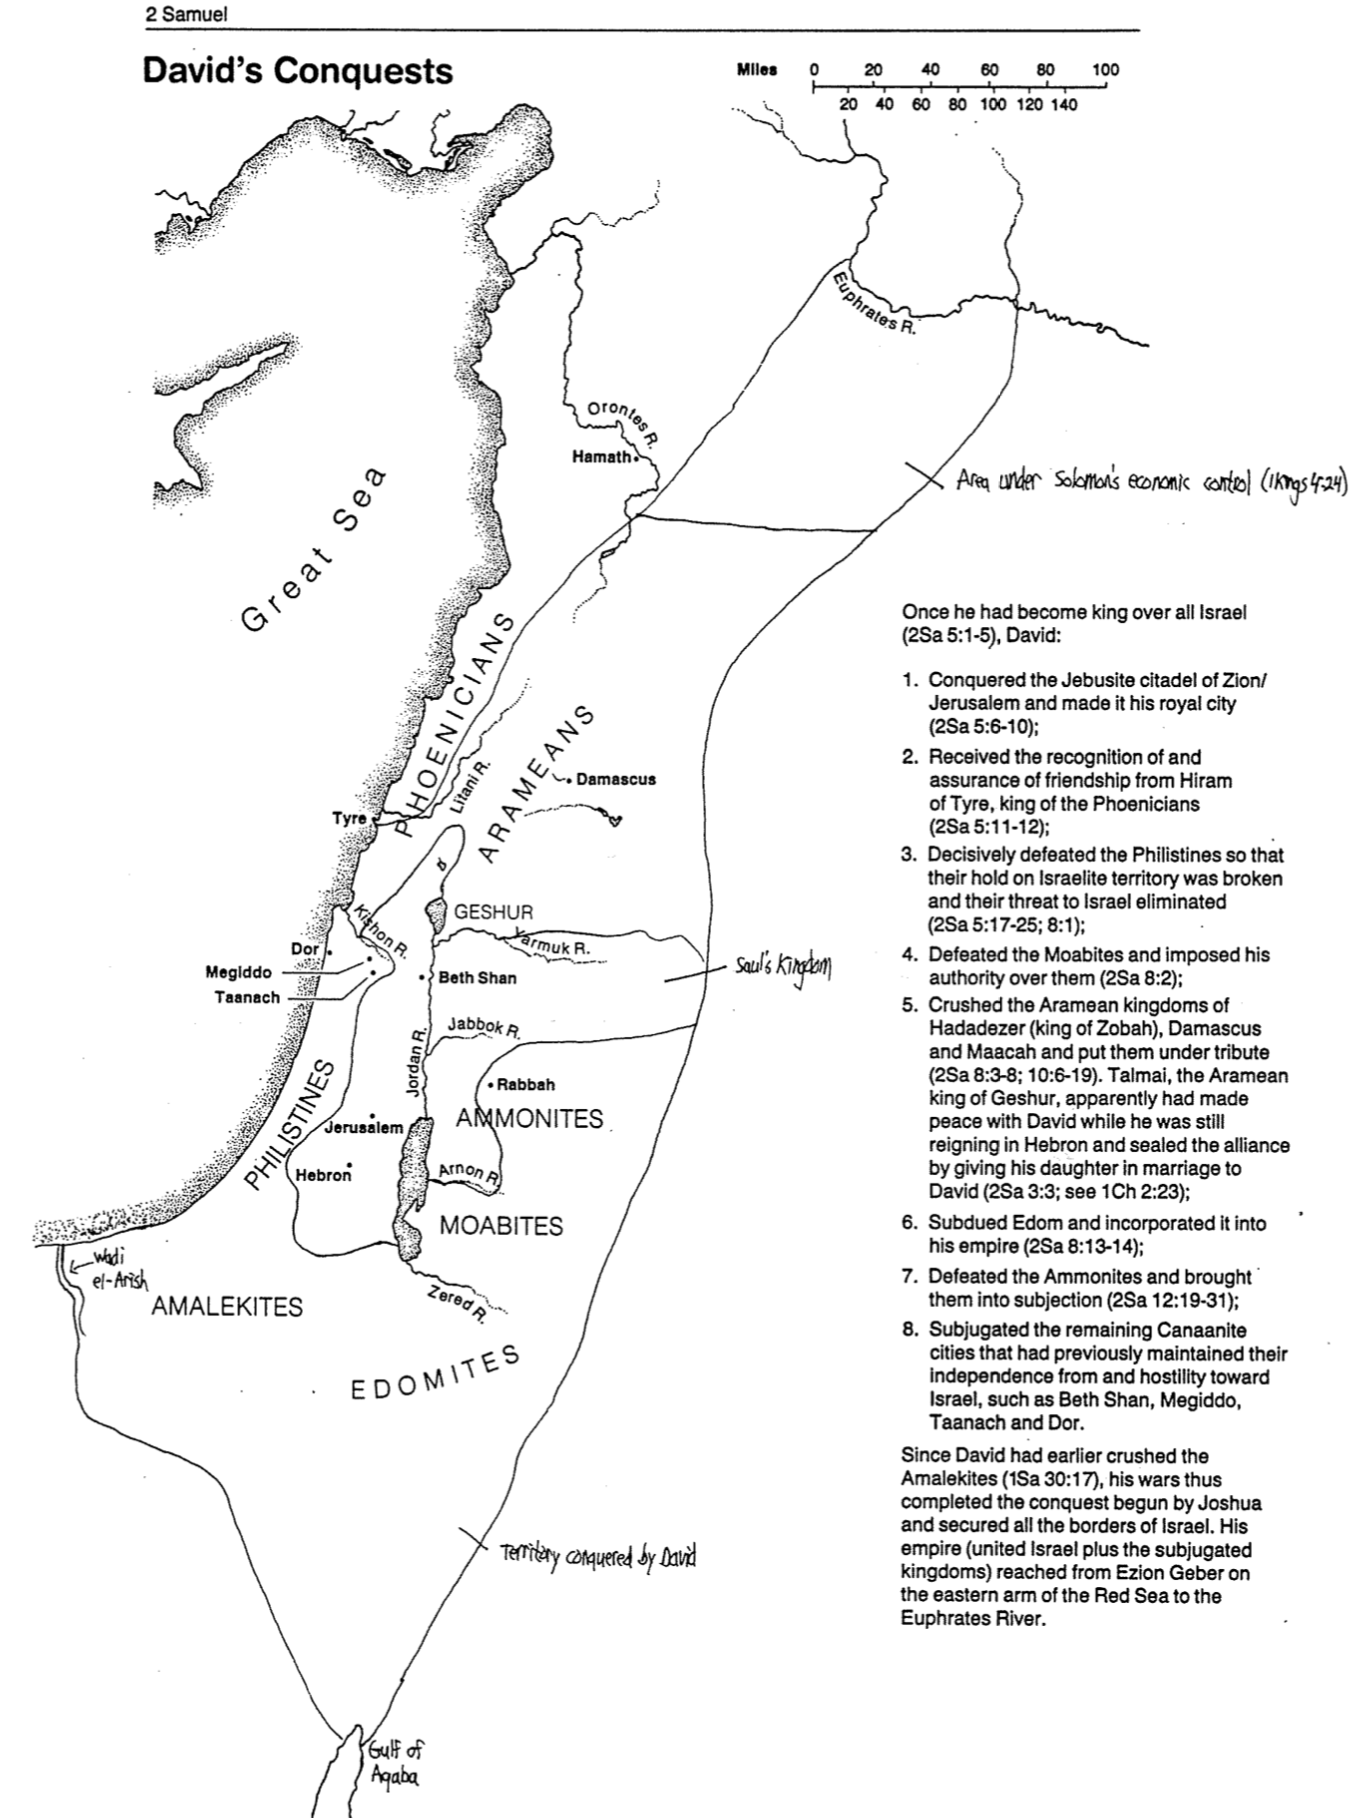 2 Samuel
David's Conquests
Miles 0 20 40 60 80 100
20 40 60 80 100 120 140
Euphrates R.
Orontes R.
Hamath
Great Sea
Area under Solomon's economic control (1Kings 4:24)
PHOENICIANS
Litani R.
ARAMEANS
Damascus
Tyre
Kishon R.
GESHUR
Yarmuk R.
Dor
Megiddo
Taanach
Beth Shan
Saul's Kingdom
Jabbok R.
Jordan R.
Rabbah
PHILISTINES
AMMONITES
Jerusalem
Hebron
Arnon R.
MOABITES
Wadi
el-Arish
AMALEKITES
Zered R.
EDOMITES
Territory conquered by David
Gulf of
Aqaba
Once he had become king over all Israel
(2Sa 5:1-5), David:
1. Conquered the Jebusite citadel of Zion/
Jerusalem and made it his royal city
(2Sa 5:6-10);
2. Received the recognition of and
assurance of friendship from Hiram
of Tyre, king of the Phoenicians
(2Sa 5:11-12);
3. Decisively defeated the Philistines so that
their hold on Israelite territory was broken
and their threat to Israel eliminated
(2Sa 5:17-25; 8:1);
4. Defeated the Moabites and imposed his
authority over them (2Sa 8:2);
5. Crushed the Aramean kingdoms of
Hadadezer (king of Zobah), Damascus
and Maacah and put them under tribute
(2Sa 8:3-8; 10:6-19). Talmai, the Aramean
king of Geshur, apparently had made
peace with David while he was still
reigning in Hebron and sealed the alliance
by giving his daughter in marriage to
David (2Sa 3:3; see 1Ch 2:23);
6. Subdued Edom and incorporated it into
his empire (2Sa 8:13-14);
7. Defeated the Ammonites and brought
them into subjection (2Sa 12:19-31);
8. Subjugated the remaining Canaanite
cities that had previously maintained their
independence from and hostility toward
Israel, such as Beth Shan, Megiddo,
Taanach and Dor.
Since David had earlier crushed the
Amalekites (1Sa 30:17), his wars thus
completed the conquest begun by Joshua
and secured all the borders of Israel. His
empire (united Israel plus the subjugated
kingdoms) reached from Ezion Geber on
the eastern arm of the Red Sea to the
Euphrates River.